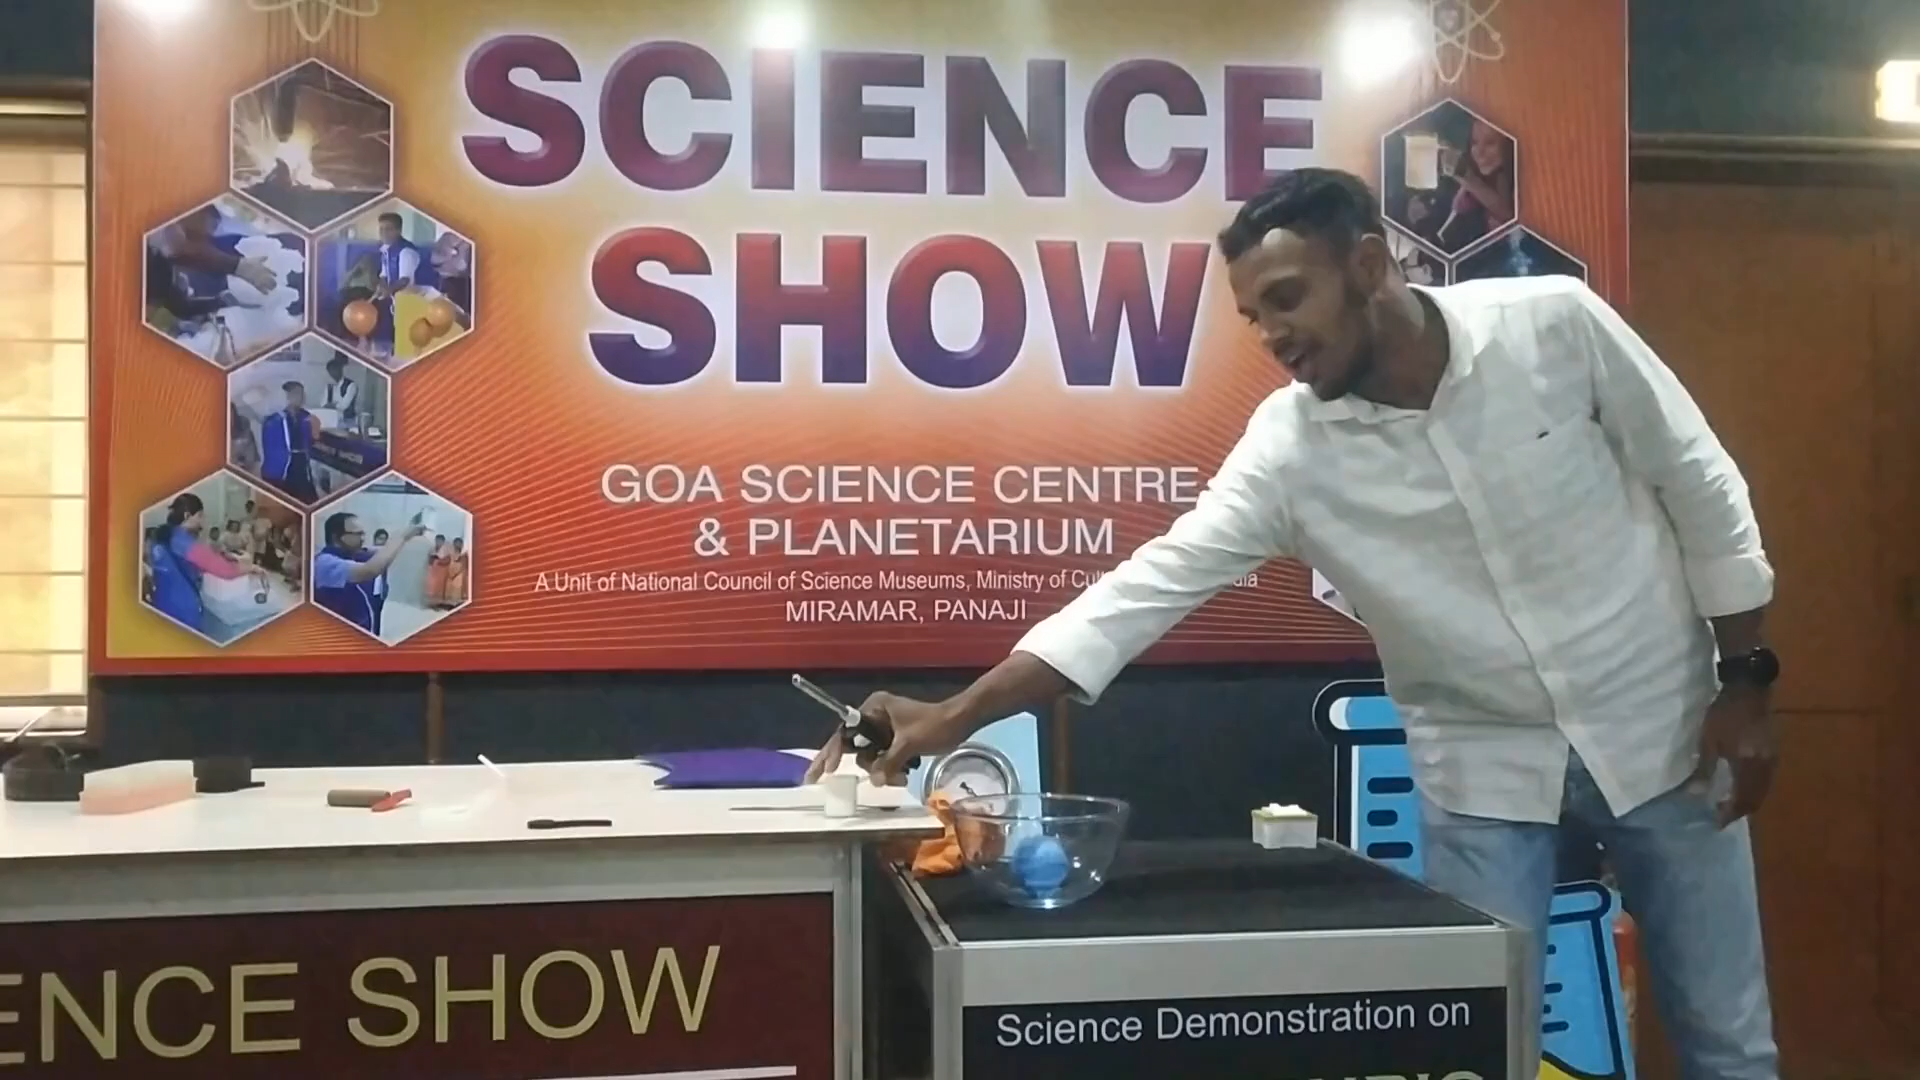 SCIENCE
SHOW
GOA SCIENCE CENTRE
& PLANETARIUM
A Unit of National Council of Science Museums, Ministry of
MIRAMAR, PANAJI
ENCE SHOW
Science Demonstration on